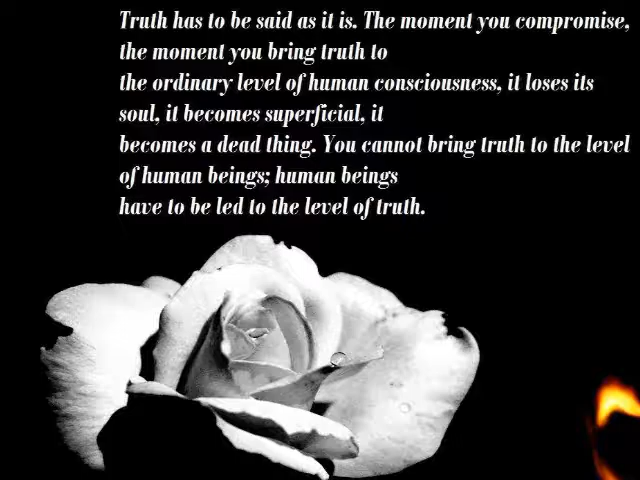 Truth has to be said as it is. The moment you compromise,
the moment you bring truth to
the ordinary level of human consciousness, it loses its
soul, it becomes superficial, it
becomes a dead thing. You cannot bring truth to the level
of human beings; human beings
have to be led to the level of truth.